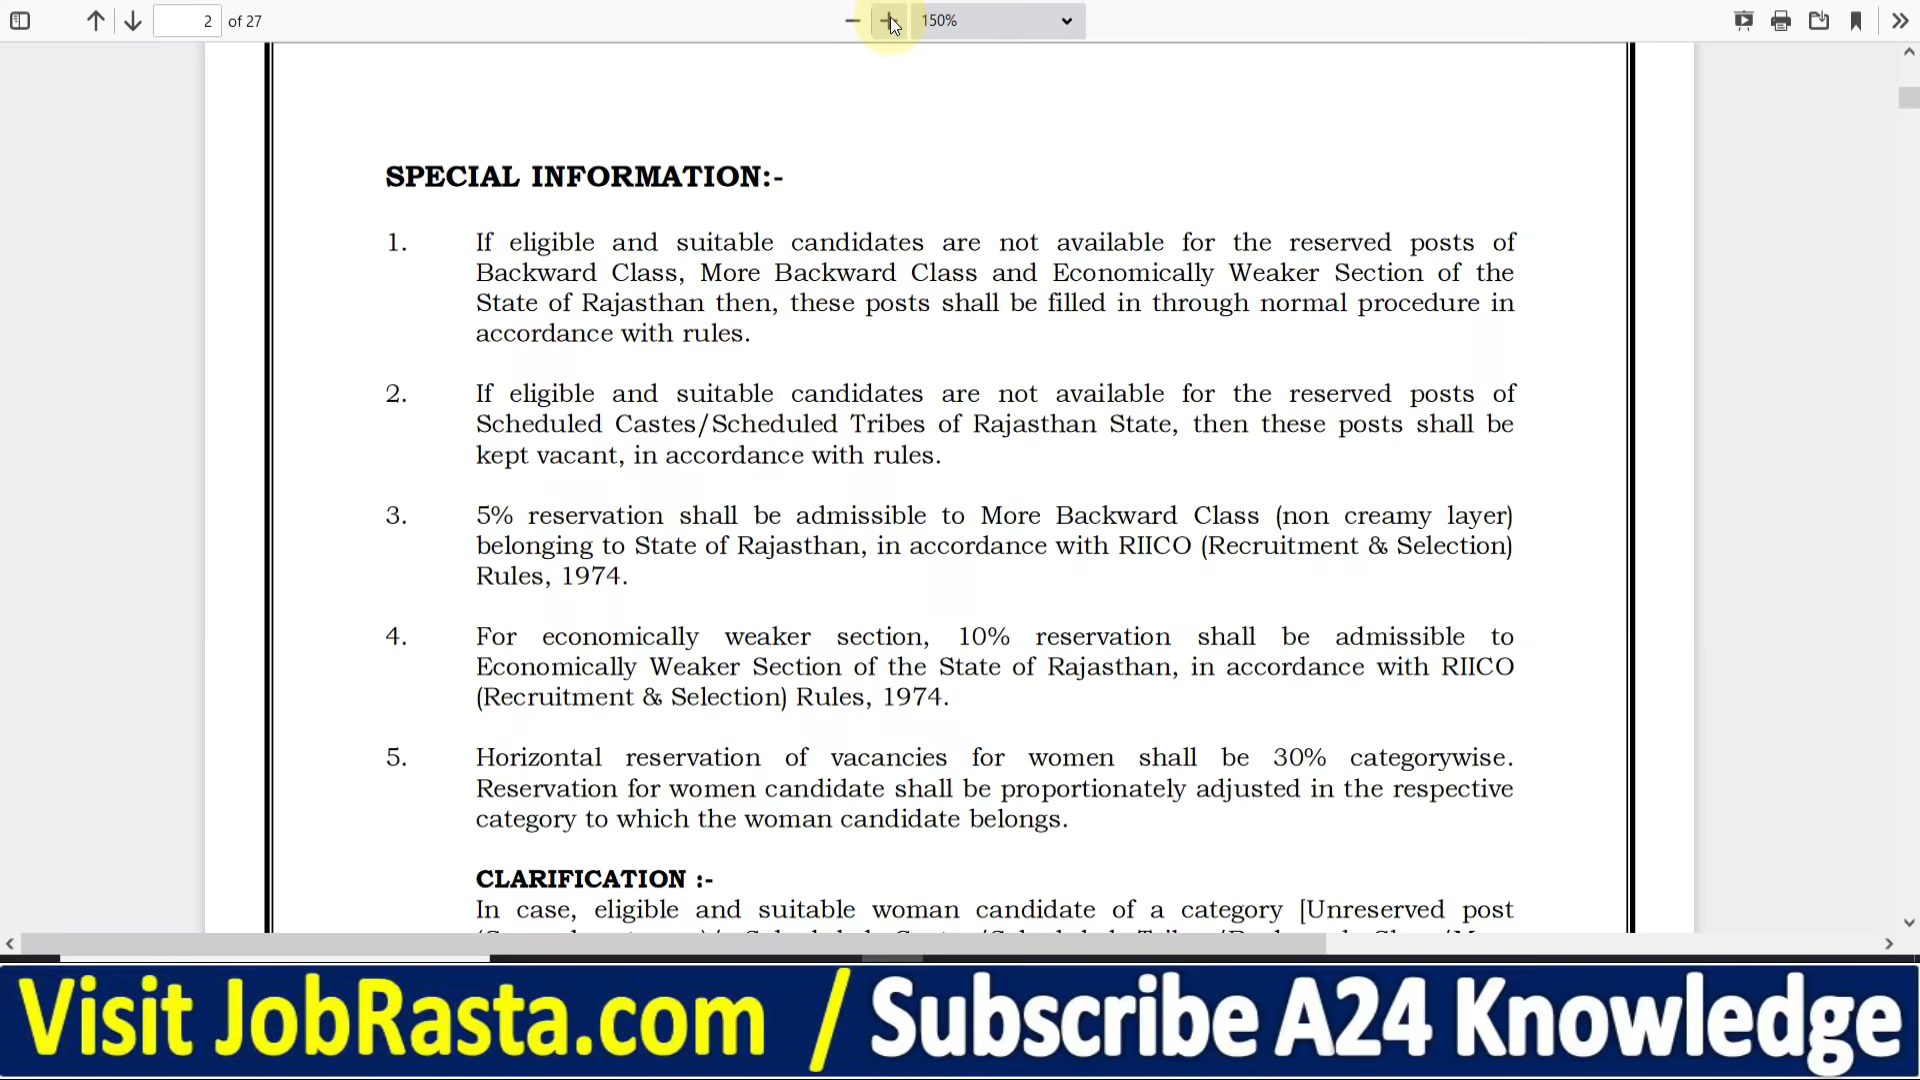 2 of 27
150%
SPECIAL INFORMATION:-
1. If eligible and suitable candidates are not available for the reserved posts of
Backward Class, More Backward Class and Economically Weaker Section of the
State of Rajasthan then, these posts shall be filled in through normal procedure in
accordance with rules.
2. If eligible and suitable candidates are not available for the reserved posts of
Scheduled Castes/Scheduled Tribes of Rajasthan State, then these posts shall be
kept vacant, in accordance with rules.
3. 5% reservation shall be admissible to More Backward Class (non creamy layer)
belonging to State of Rajasthan, in accordance with RIICO (Recruitment & Selection)
Rules, 1974.
4. For economically weaker section, 10% reservation shall be admissible to
Economically Weaker Section of the State of Rajasthan, in accordance with RIICO
(Recruitment & Selection) Rules, 1974.
5. Horizontal reservation of vacancies for women shall be 30% categorywise.
Reservation for women candidate shall be proportionately adjusted in the respective
category to which the woman candidate belongs.
CLARIFICATION :-
In case, eligible and suitable woman candidate of a category [Unreserved post
Visit JobRasta.com / Subscribe A24 Knowledge